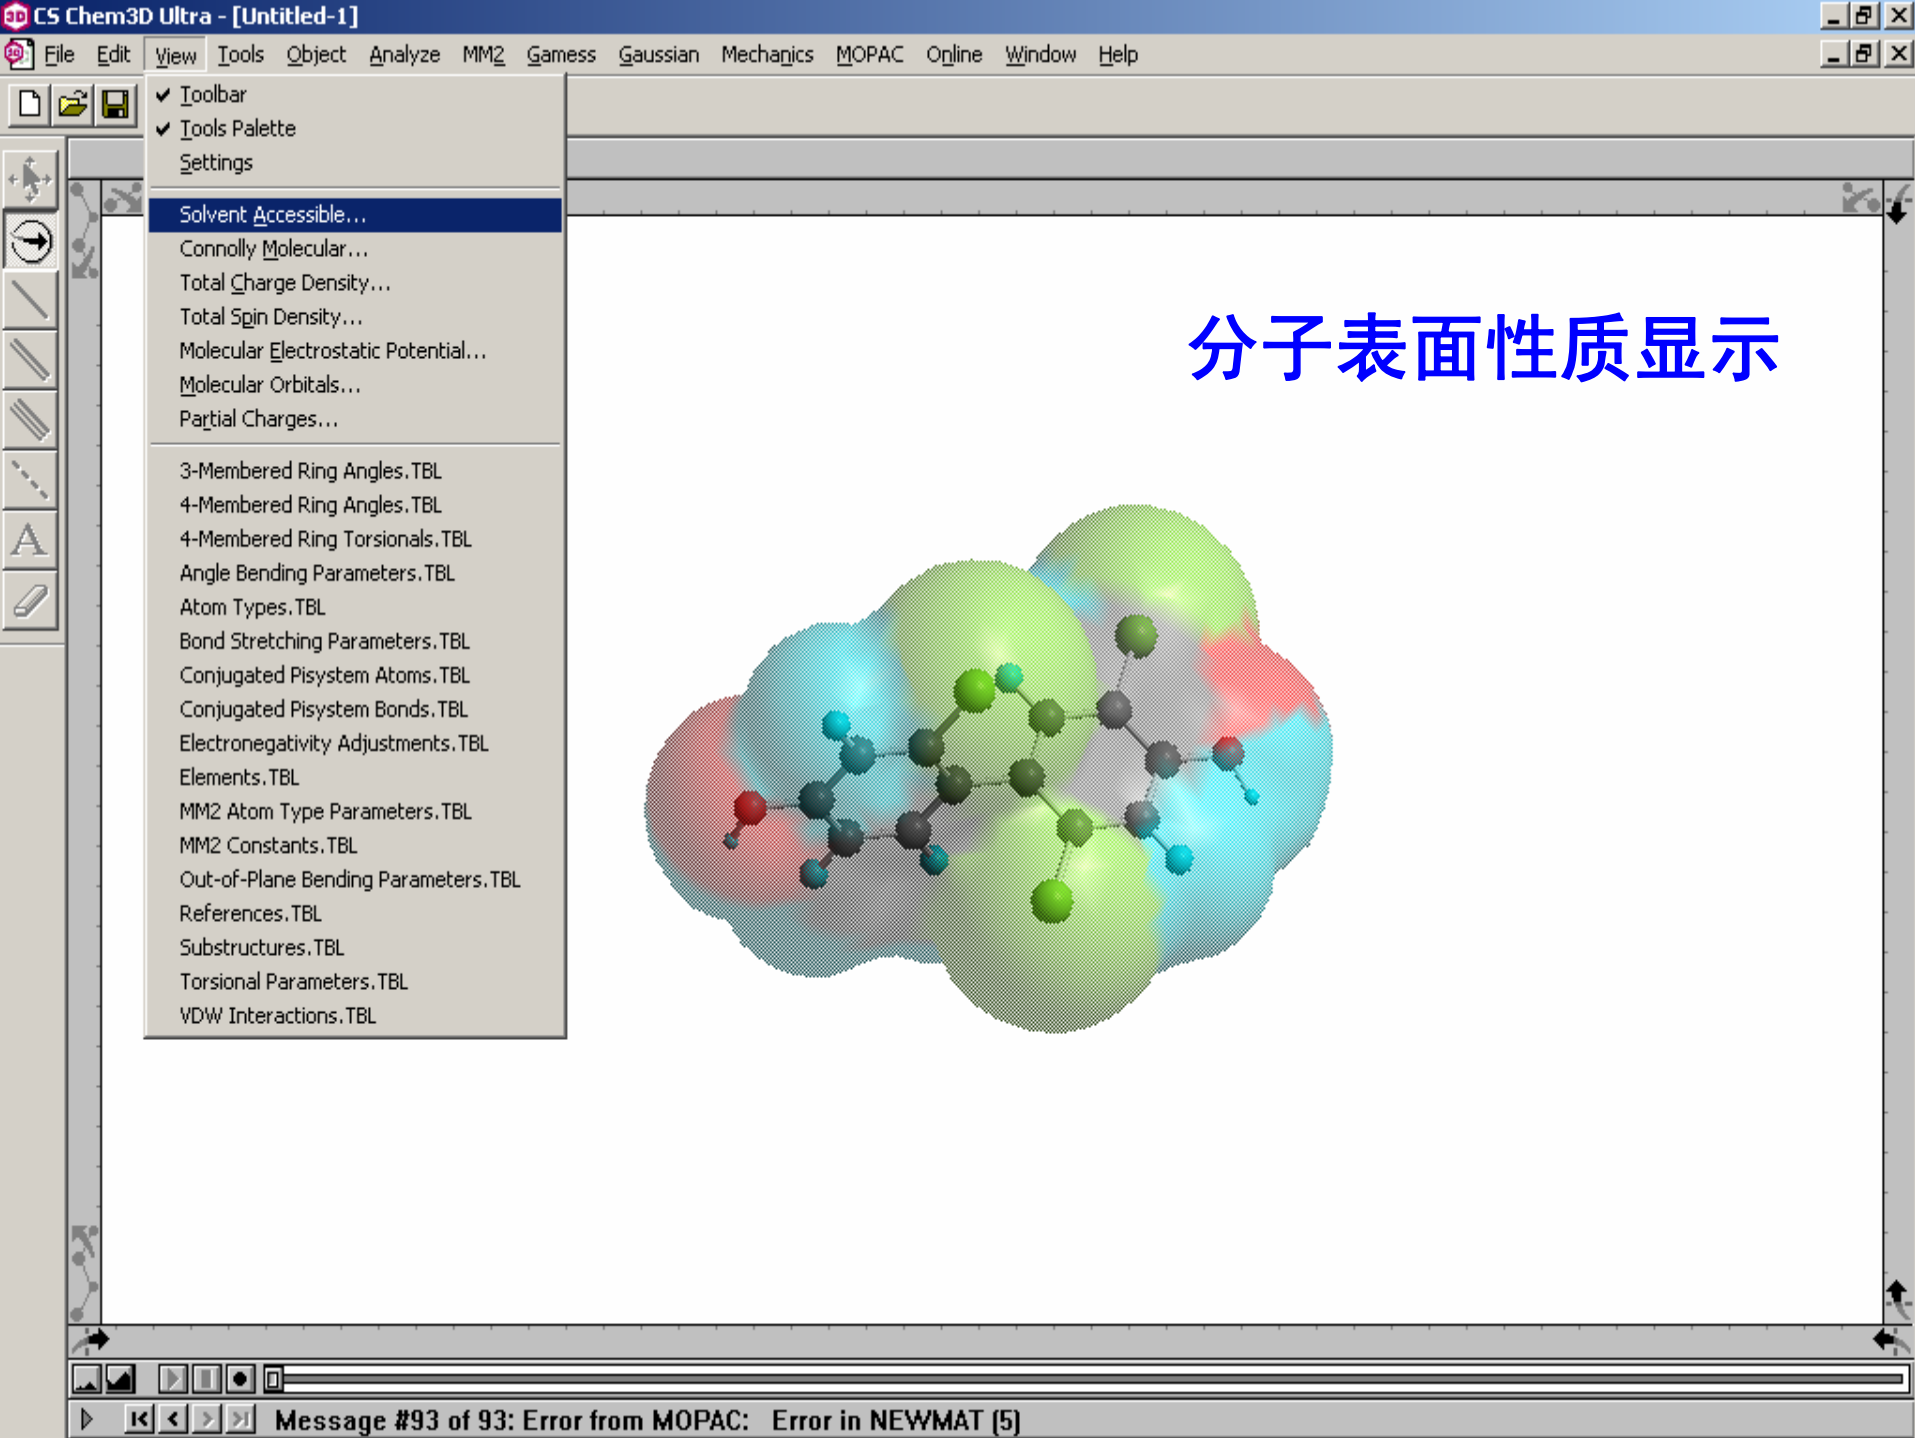 CS Chem3D Ultra - [Untitled-1]
File Edit View Tools Object Analyze MM2 Gamess Gaussian Mechanics MOPAC Online Window Help
Toolbar
Tools Palette
Settings
Solvent Accessible...
Connolly Molecular...
Total Charge Density...
Total Spin Density...
Molecular Electrostatic Potential...
Molecular Orbitals...
Partial Charges...
3-Membered Ring Angles.TBL
4-Membered Ring Angles.TBL
4-Membered Ring Torsionals.TBL
Angle Bending Parameters.TBL
Atom Types.TBL
Bond Stretching Parameters.TBL
Conjugated Pisystem Atoms.TBL
Conjugated Pisystem Bonds.TBL
Electronegativity Adjustments.TBL
Elements.TBL
MM2 Atom Type Parameters.TBL
MM2 Constants.TBL
Out-of-Plane Bending Parameters.TBL
References.TBL
Substructures.TBL
Torsional Parameters.TBL
VDW Interactions.TBL
A
分子表面性质显示
Message #93 of 93: Error from MOPAC: Error in NEWMAT (5)